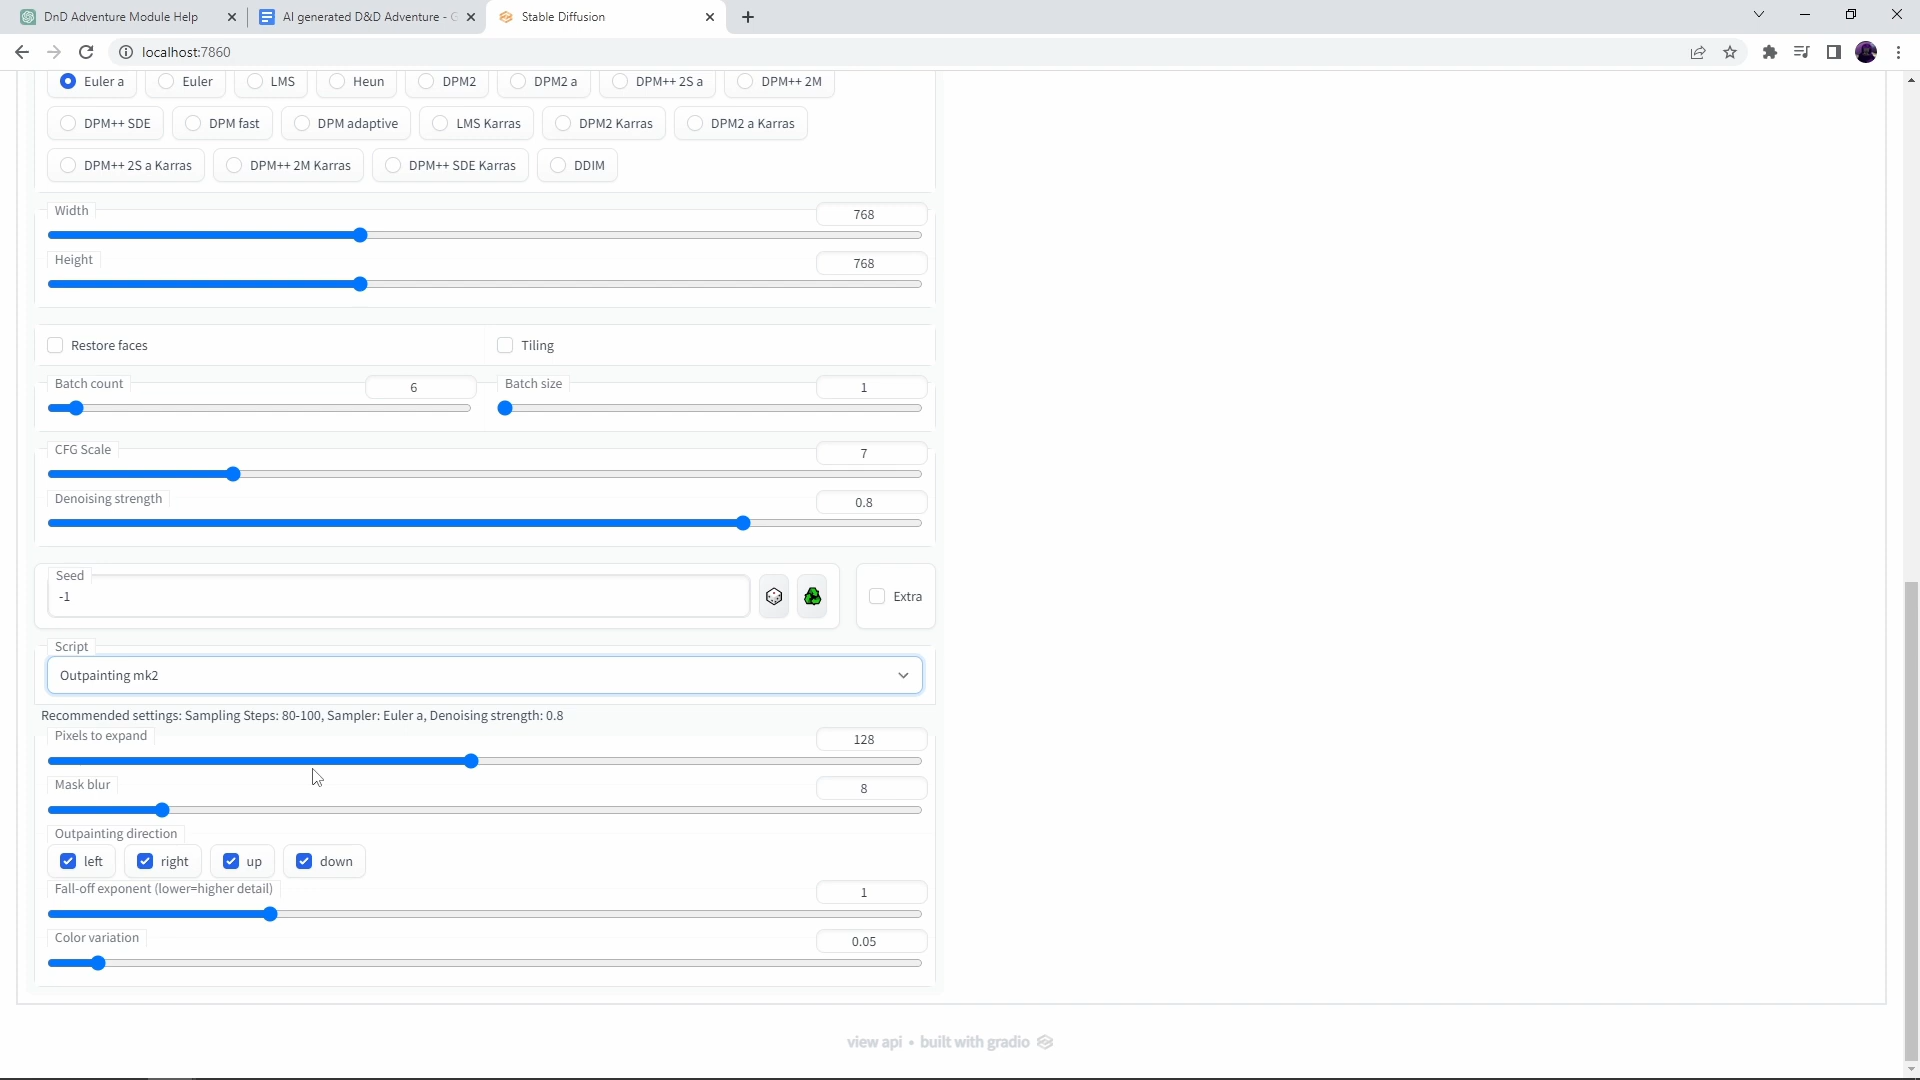 DnD Adventure Module Help
AI generated D&D Adventure - G
Stable Diffusion
localhost:7860
Euler a
Euler
LMS
Heun
DPM2
DPM2 a
DPM++ 2S a
DPM++ 2M
DPM++ SDE
DPM fast
DPM adaptive
LMS Karras
DPM2 Karras
DPM2 a Karras
DPM++ 2S a Karras
DPM++ 2M Karras
DPM++ SDE Karras
DDIM
Width
768
Height
768
Restore faces
Tiling
Batch count
6
Batch size
1
CFG Scale
7
Denoising strength
0.8
Seed
-1
Extra
Script
Outpainting mk2
Recommended settings: Sampling Steps: 80-100, Sampler: Euler a, Denoising strength: 0.8
Pixels to expand
128
Mask blur
8
Outpainting direction
left
right
up
down
Fall-off exponent (lower=higher detail)
1
Color variation
0.05
view api • built with gradio